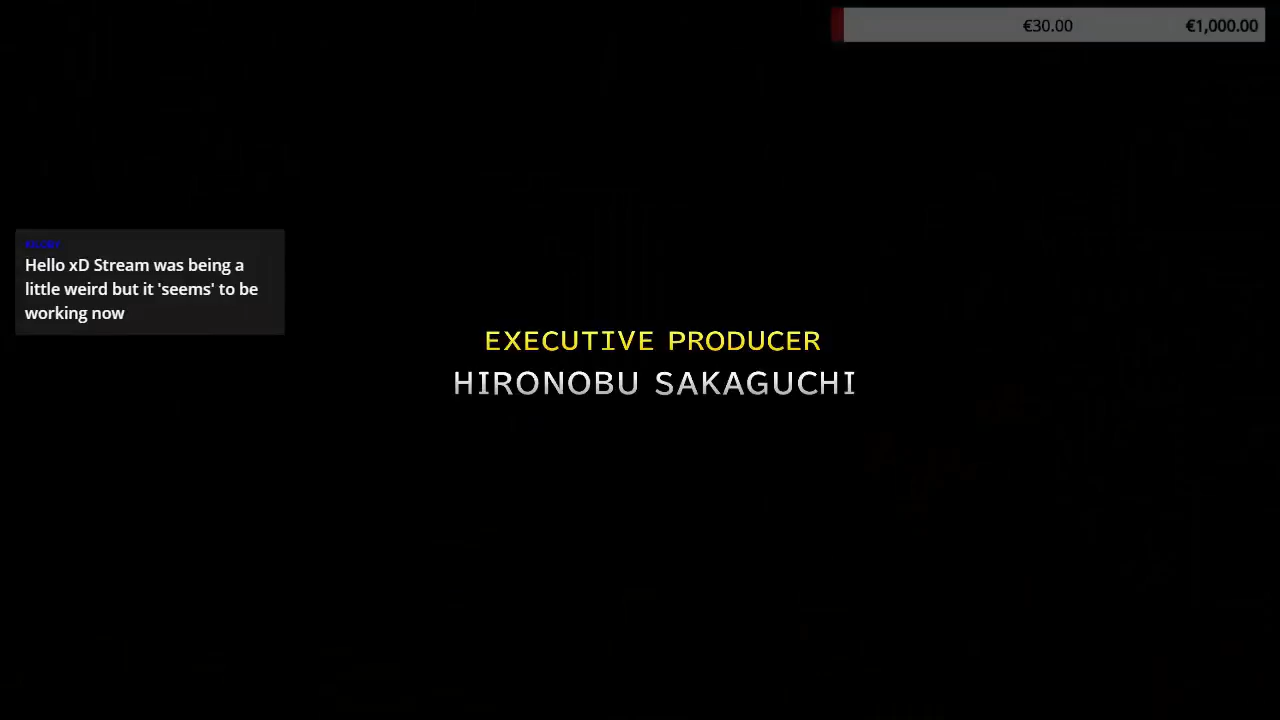 €30.00 €1,000.00
Hello xD Stream was being a
little weird but it 'seems' to be
working now
EXECUTIVE PRODUCER
HIRONOBU SAKAGUCHI